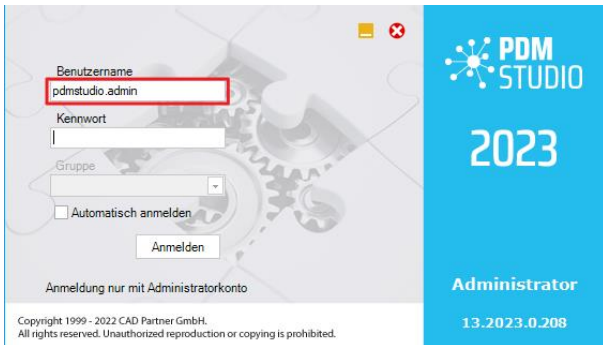 Benutzername
pdmstudio.admin
Kennwort
Gruppe
Automatisch anmelden
Anmelden
Anmeldung nur mit Administratorkonto
Copyright 1999 - 2022 CAD Partner GmbH.
All rights reserved. Unauthorized reproduction or copying is prohibited.
PDM
STUDIO
2023
Administrator
13.2023.0.208